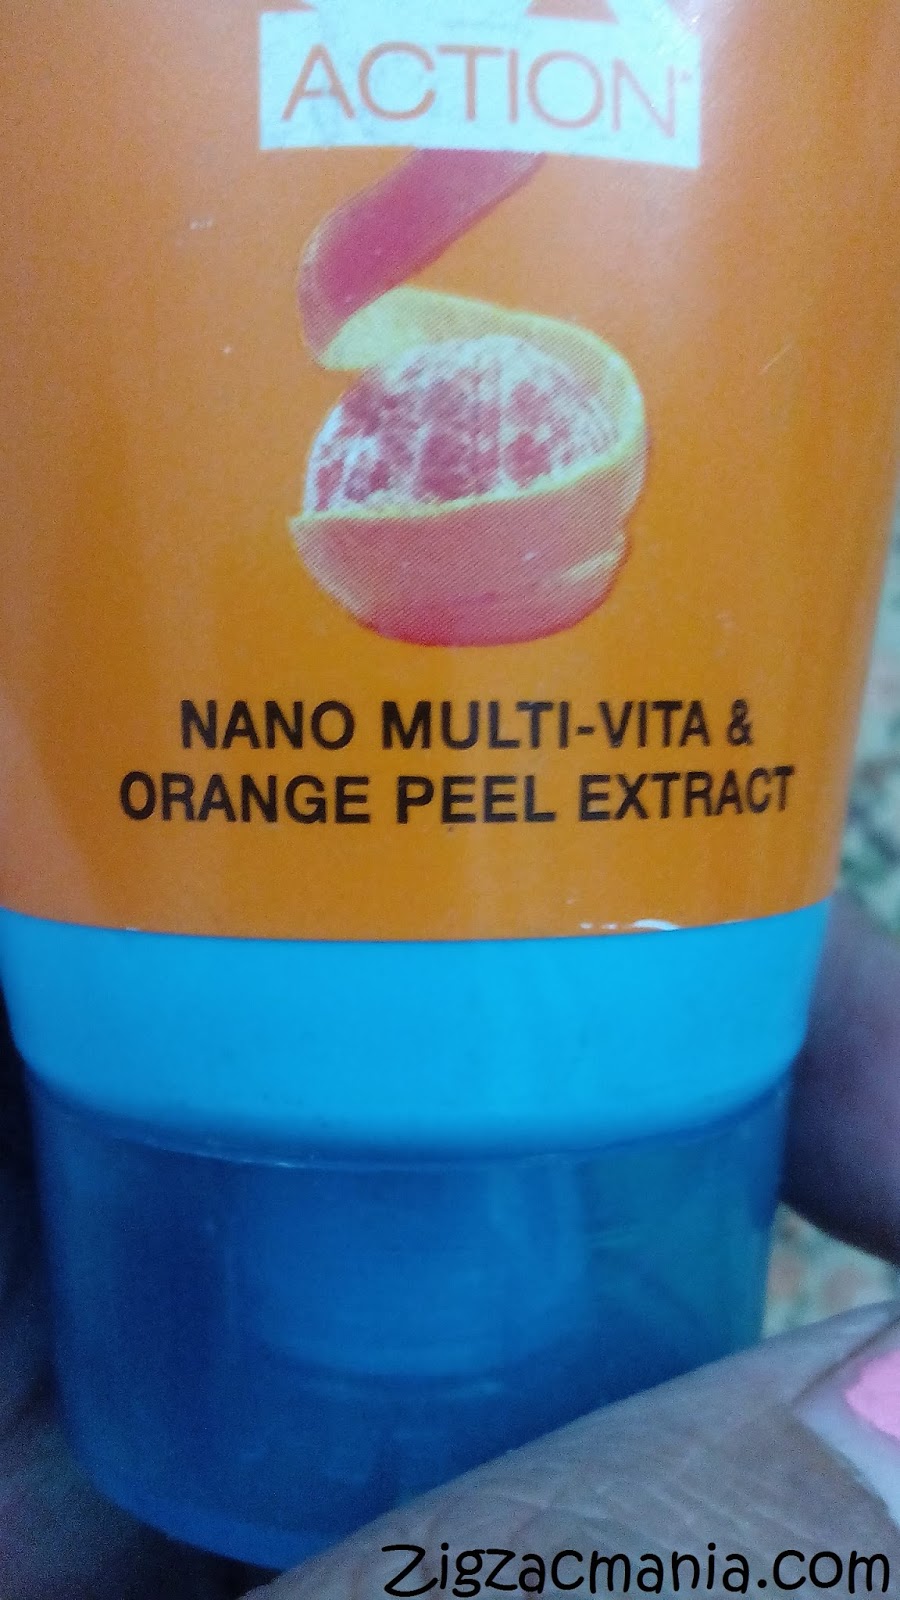 ACTION*
NANO MULTI-VITA &
ORANGE PEEL EXTRACT
Zigzacmania.com